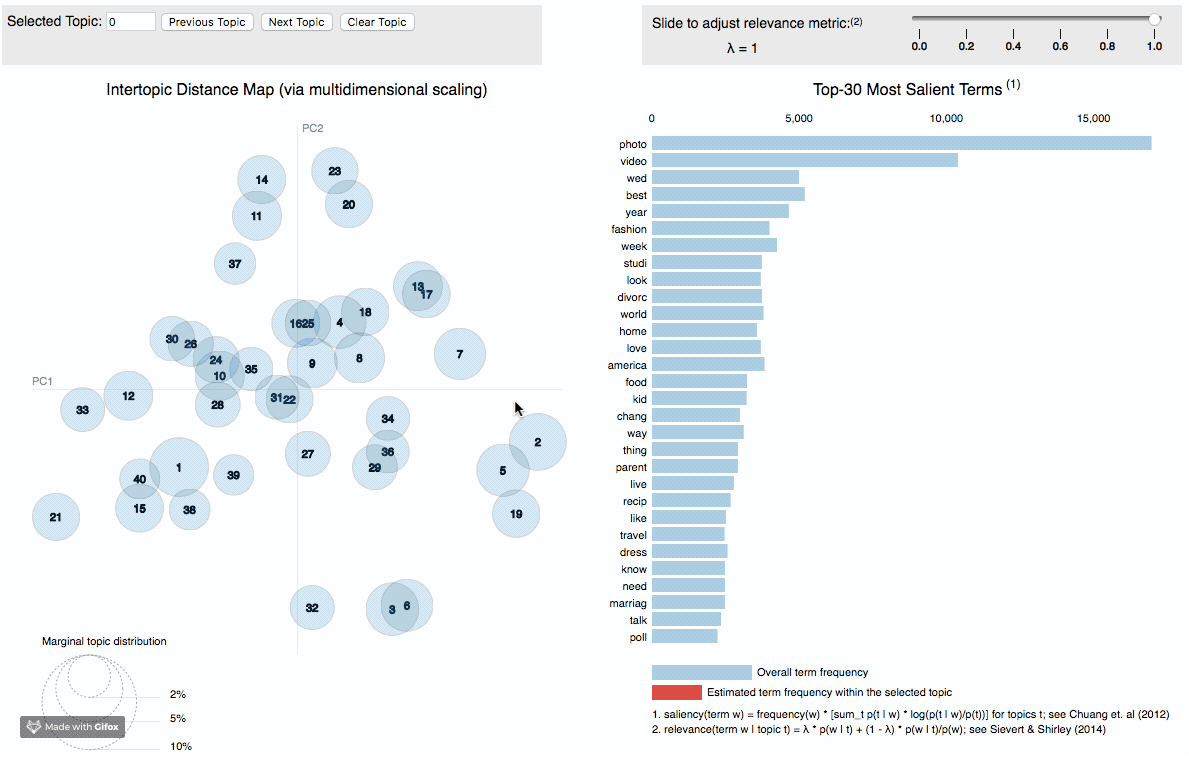 Selected Topic: 0 Previous Topic Next Topic Clear Topic
Slide to adjust relevance metric:(2)
λ = 1
0.0 0.2 0.4 0.6 0.8 1.0
Intertopic Distance Map (via multidimensional scaling)
PC2
PC1
14
23
20
11
37
13
17
18
16
25
4
30
26
24
10
35
9
8
7
12
33
28
31
22
34
2
27
36
29
5
1
39
40
15
38
21
19
32
3
6
Marginal topic distribution
2%
5%
10%
Made with Gifox
Top-30 Most Salient Terms (1)
0 5,000 10,000 15,000
photo
video
wed
best
year
fashion
week
studi
look
divorc
world
home
love
america
food
kid
chang
way
thing
parent
live
recip
like
travel
dress
know
need
marriag
talk
poll
Overall term frequency
Estimated term frequency within the selected topic
1. saliency(term w) = frequency(w) * [sum_t p(t | w) * log(p(t | w)/p(t))] for topics t; see Chuang et. al (2012)
2. relevance(term w | topic t) = λ * p(w | t) + (1 - λ) * p(w | t)/p(w); see Sievert & Shirley (2014)